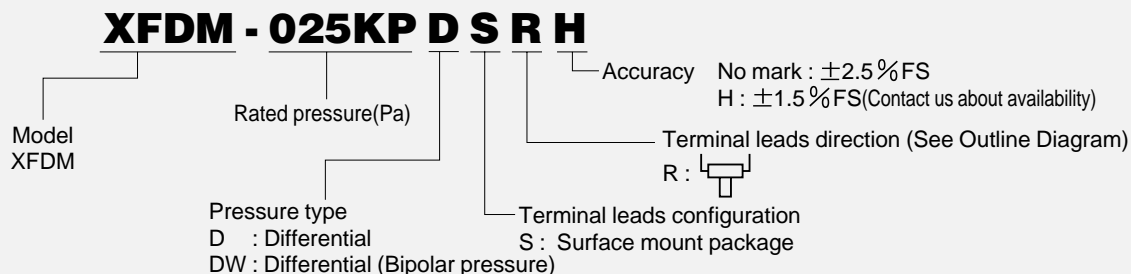 XFDM - 025KP D S R H
Accuracy No mark : ±2.5%FS
H : ±1.5%FS(Contact us about availability)
Rated pressure(Pa)
Model
XFDM
Terminal leads direction (See Outline Diagram)
R :
Pressure type
D : Differential
DW : Differential (Bipolar pressure)
Terminal leads configuration
S : Surface mount package